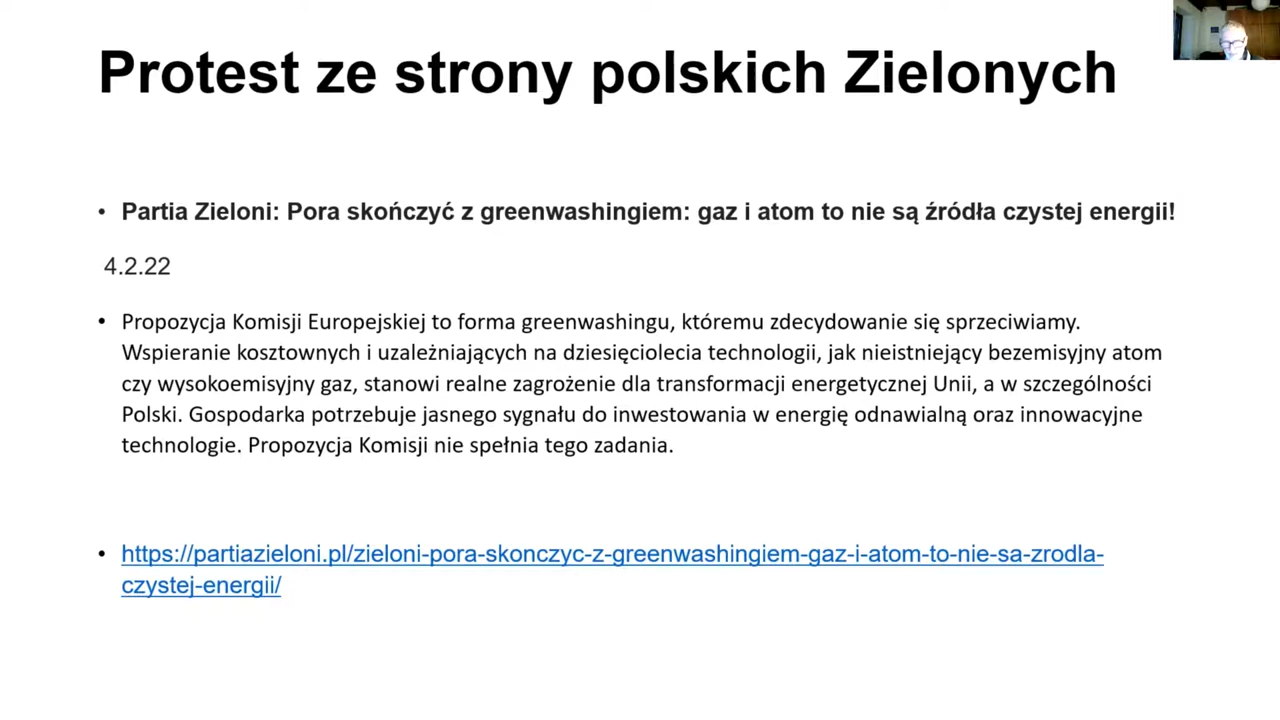 Protest ze strony polskich Zielonych
• Partia Zieloni: Pora skończyć z greenwashingiem: gaz i atom to nie są źródła czystej energii!
4.2.22
• Propozycja Komisji Europejskiej to forma greenwashingu, któremu zdecydowanie się sprzeciwiamy.
Wspieranie kosztownych i uzależniających na dziesięciolecia technologii, jak nieistniejący bezemisyjny atom
czy wysokoemisyjny gaz, stanowi realne zagrożenie dla transformacji energetycznej Unii, a w szczególności
Polski. Gospodarka potrzebuje jasnego sygnału do inwestowania w energię odnawialną oraz innowacyjne
technologie. Propozycja Komisji nie spełnia tego zadania.
• https://partiazieloni.pl/zieloni-pora-skonczyc-z-greenwashingiem-gaz-i-atom-to-nie-sa-zrodla-
czystej-energii/